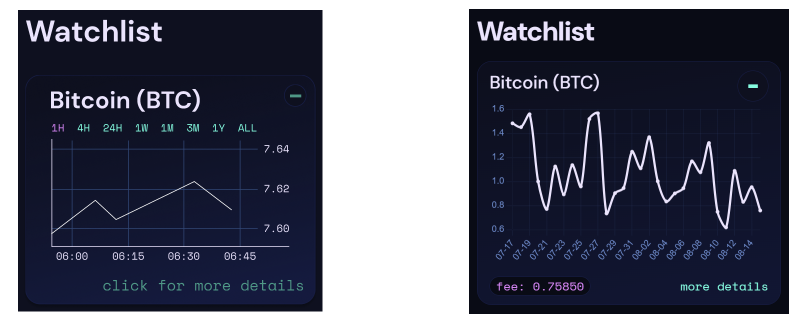 Watchlist
Bitcoin (BTC)
1H 4H 24H 1W 1M 3M 1Y ALL
7.64
7.62
7.60
06:00 06:15 06:30 06:45
click for more details
Watchlist
Bitcoin (BTC)
1.6
1.4
1.2
1.0
0.8
0.6
07-17 07-19 07-21 07-23 07-25 07-27 07-29 07-31 08-02 08-04 08-06 08-08 08-10 08-12 08-14
fee: 0.75850 more details